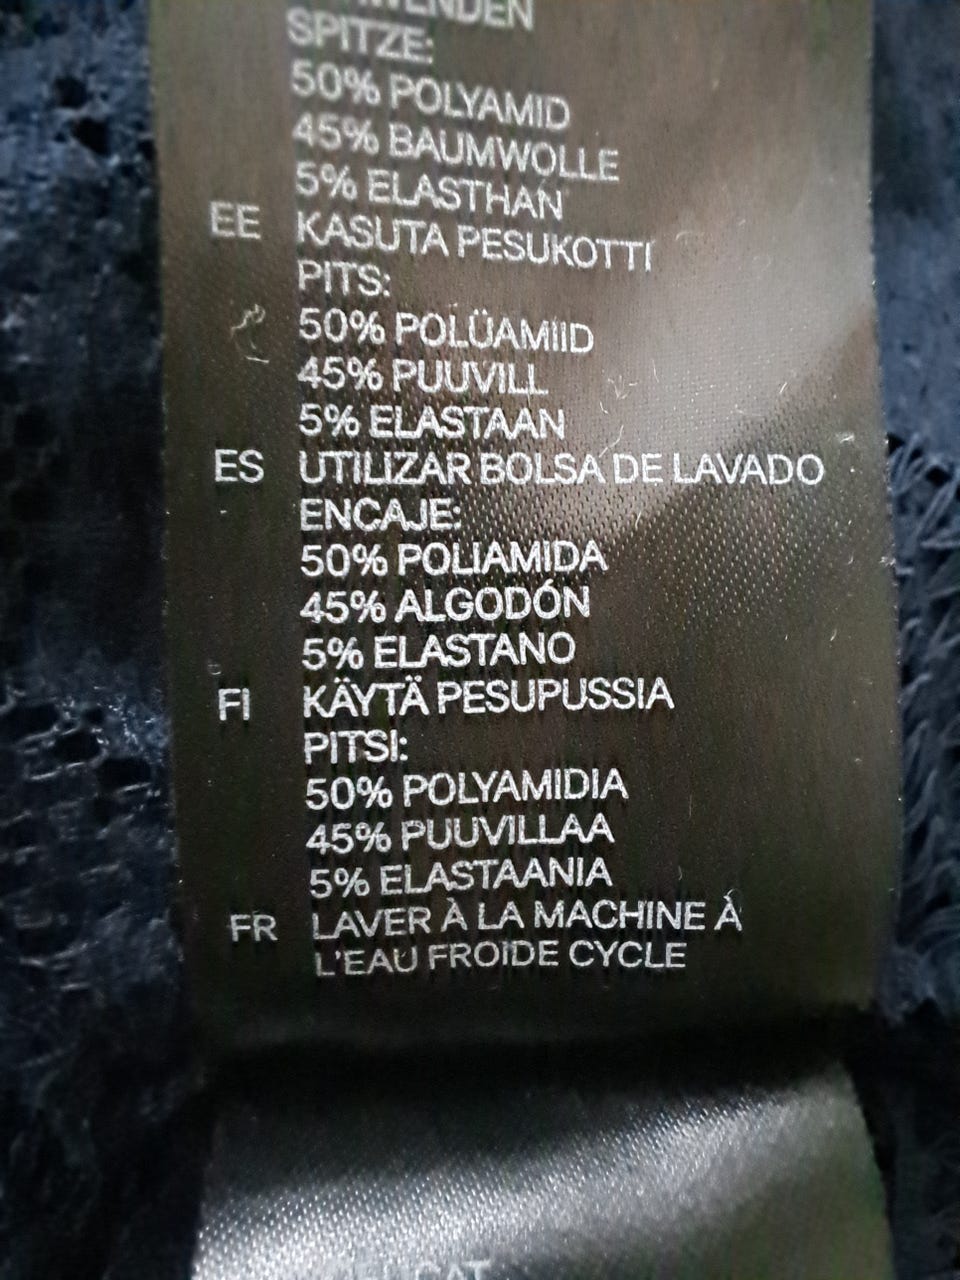 SPITZE:
50% POLYAMID
45% BAUMWOLLE
5% ELASTHAN
EE KASUTA PESUKOTTI
PITS:
50% POLÜAMIID
45% PUUVILL
5% ELASTAAN
ES UTILIZAR BOLSA DE LAVADO
ENCAJE:
50% POLIAMIDA
45% ALGODÓN
5% ELASTANO
FI KÄYTÄ PESUPUSSIA
PITSI:
50% POLYAMIDIA
45% PUUVILLAA
5% ELASTAANIA
FR LAVER À LA MACHINE À
L'EAU FROIDE CYCLE